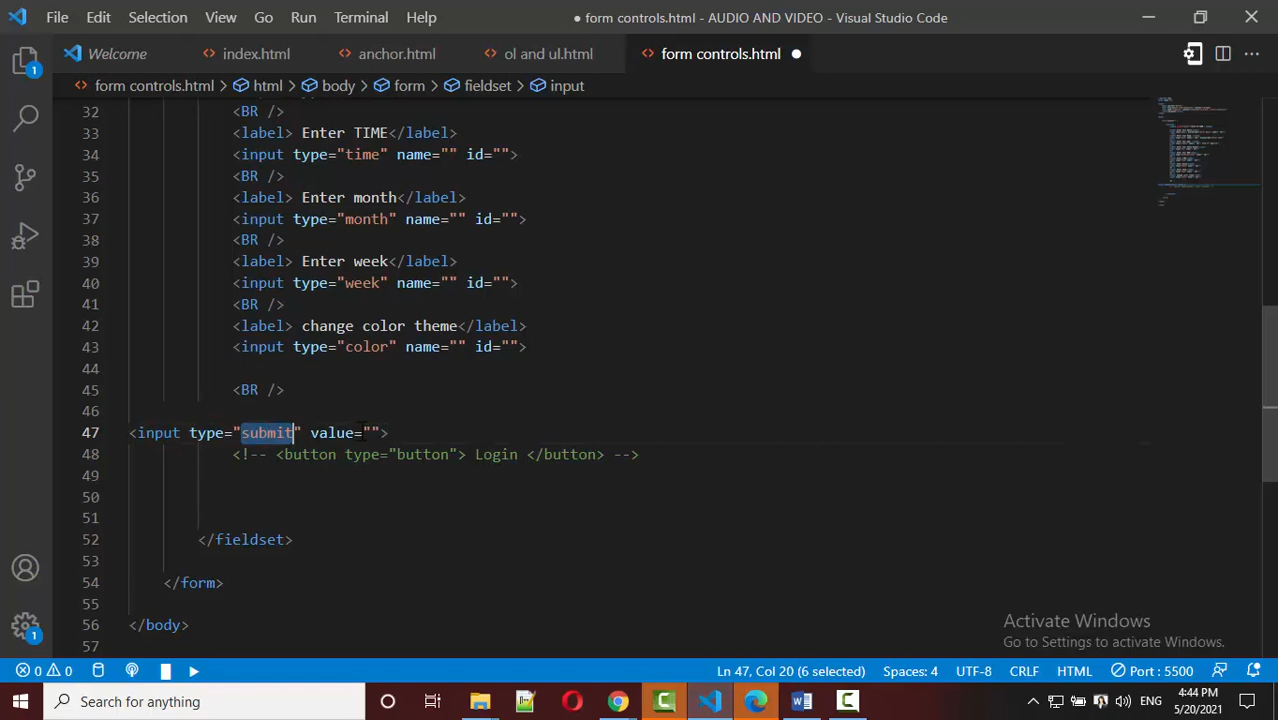 File Edit Selection View Go Run Terminal Help ● form controls.html - AUDIO AND VIDEO - Visual Studio Code
Welcome index.html anchor.html ol and ul.html form controls.html ●
form controls.html > html > body > form > fieldset > input
32 <BR />
33 <label> Enter TIME</label>
34 <input type="time" name="" id="">
35 <BR />
36 <label> Enter month</label>
37 <input type="month" name="" id="">
38 <BR />
39 <label> Enter week</label>
40 <input type="week" name="" id="">
41 <BR />
42 <label> change color theme</label>
43 <input type="color" name="" id="">
44
45 <BR />
46
47 <input type="submit" value="">
48 <!-- <button type="button"> Login </button> -->
49
50
51
52 </fieldset>
53
54 </form>
55
56 </body>
57
1
1
Activate Windows
Go to Settings to activate Windows.
0 0 Ln 47, Col 20 (6 selected) Spaces: 4 UTF-8 CRLF HTML Port : 5500
Search for anything
ENG
4:44 PM
5/20/2021